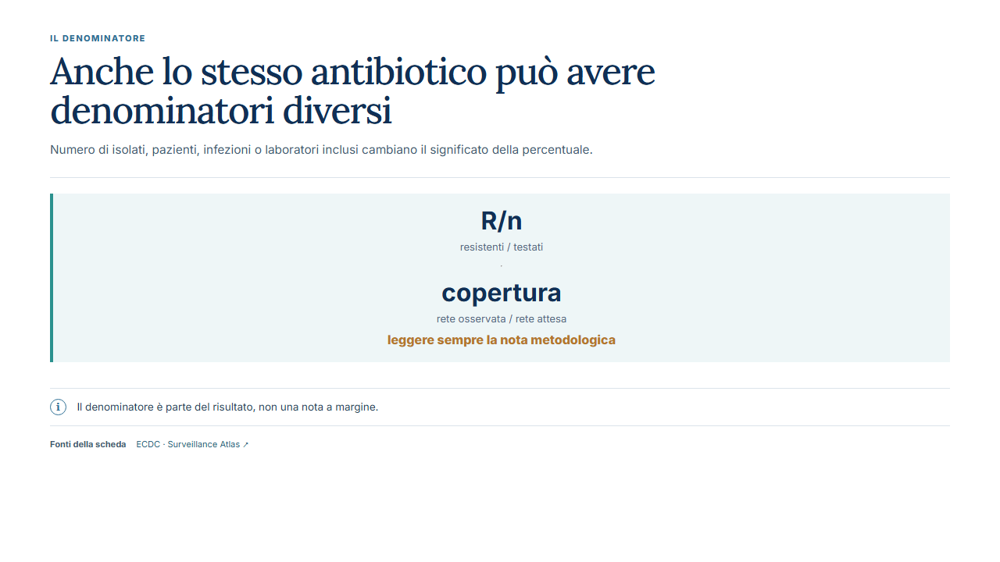 IL DENOMINATORE
Anche lo stesso antibiotico può avere
denominatori diversi
Numero di isolati, pazienti, infezioni o laboratori inclusi cambiano il significato della percentuale.
R/n
resistenti / testati
·
copertura
rete osservata / rete attesa
leggere sempre la nota metodologica
i Il denominatore è parte del risultato, non una nota a margine.
Fonti della scheda ECDC · Surveillance Atlas ↗